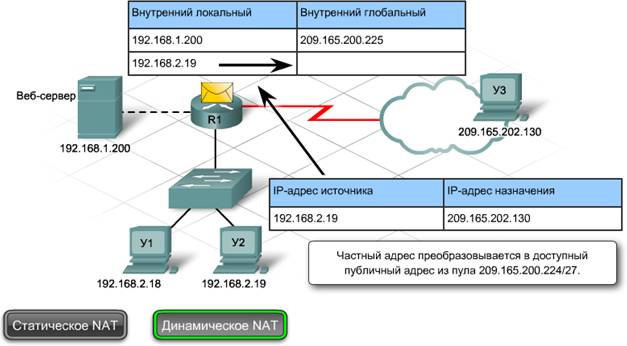 Внутренний локальный Внутренний глобальный
192.168.1.200 209.165.200.225
192.168.2.19
Веб-сервер
R1
У3
192.168.1.200
209.165.202.130
IP-адрес источника IP-адрес назначения
192.168.2.19 209.165.202.130
У1 У2
192.168.2.18 192.168.2.19
Частный адрес преобразовывается в доступный
публичный адрес из пула 209.165.200.224/27.
Статическое NAT Динамическое NAT